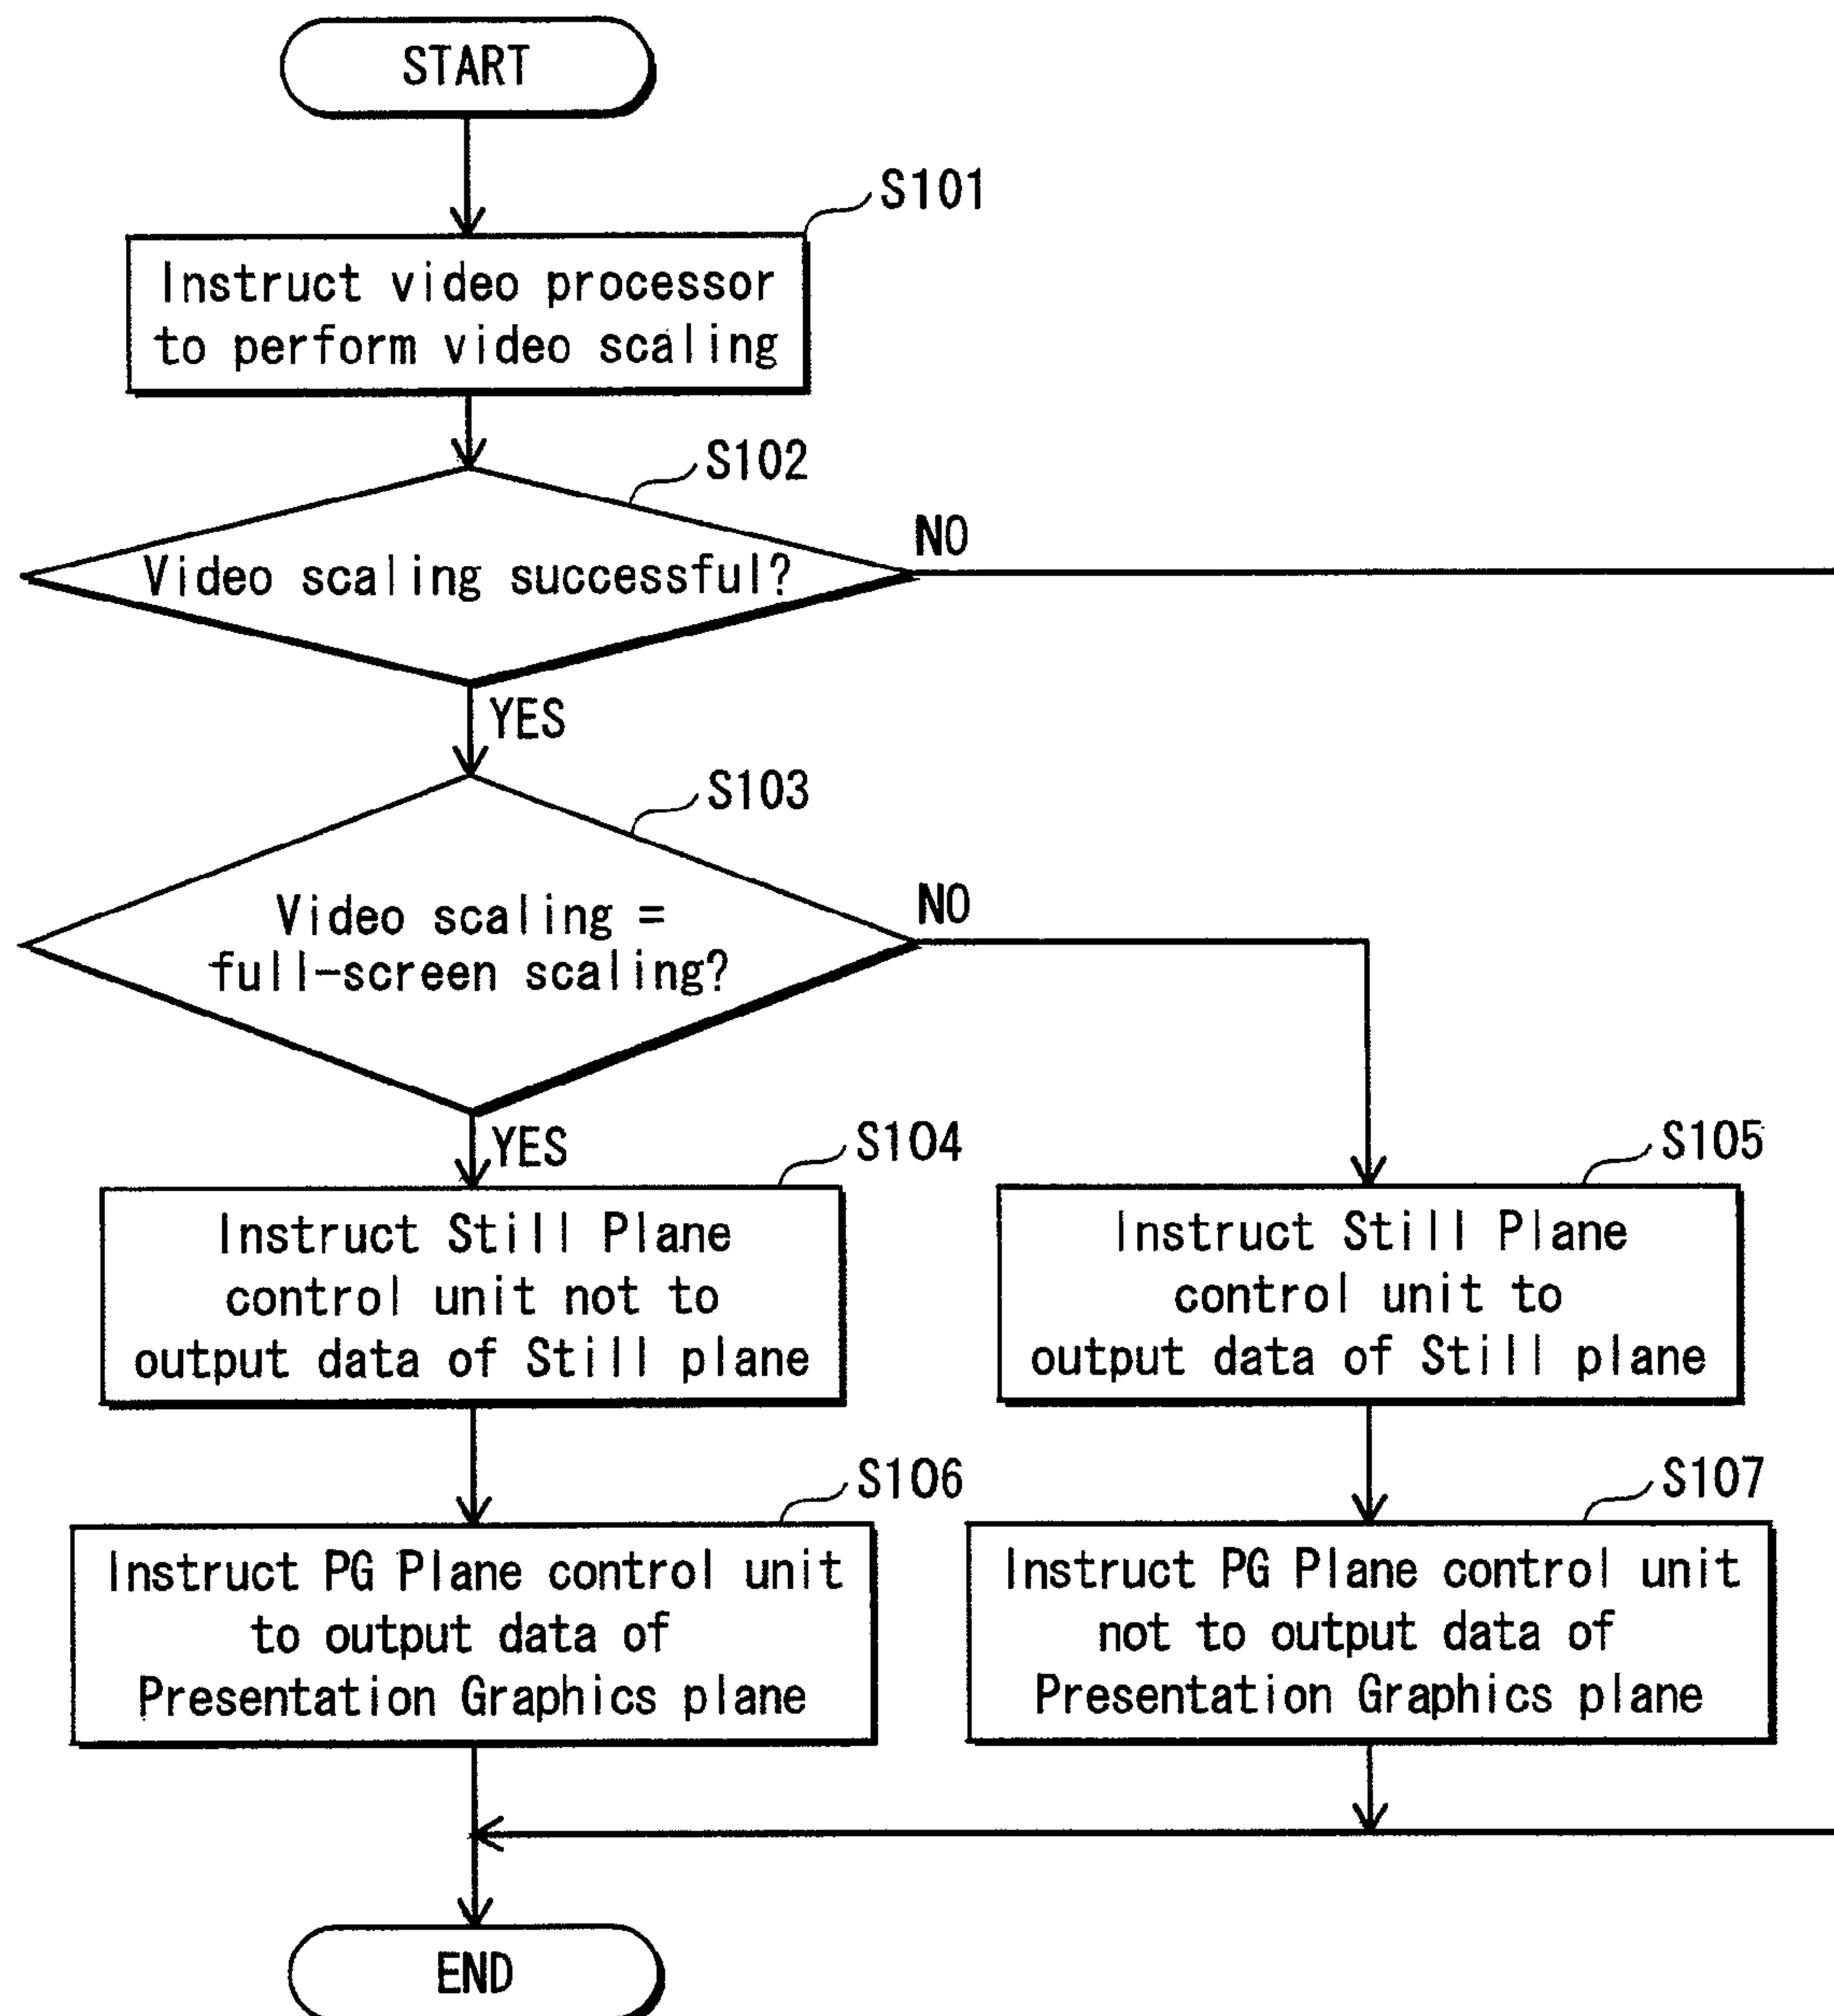 START
S101
Instruct video processor
to perform video scaling
S102
Video scaling successful?
NO
YES
S103
Video scaling =
full-screen scaling?
NO
YES
S104
Instruct Still Plane
control unit not to
output data of Still plane
S105
Instruct Still Plane
control unit to
output data of Still plane
S106
Instruct PG Plane control unit
to output data of
Presentation Graphics plane
S107
Instruct PG Plane control unit
not to output data of
Presentation Graphics plane
END